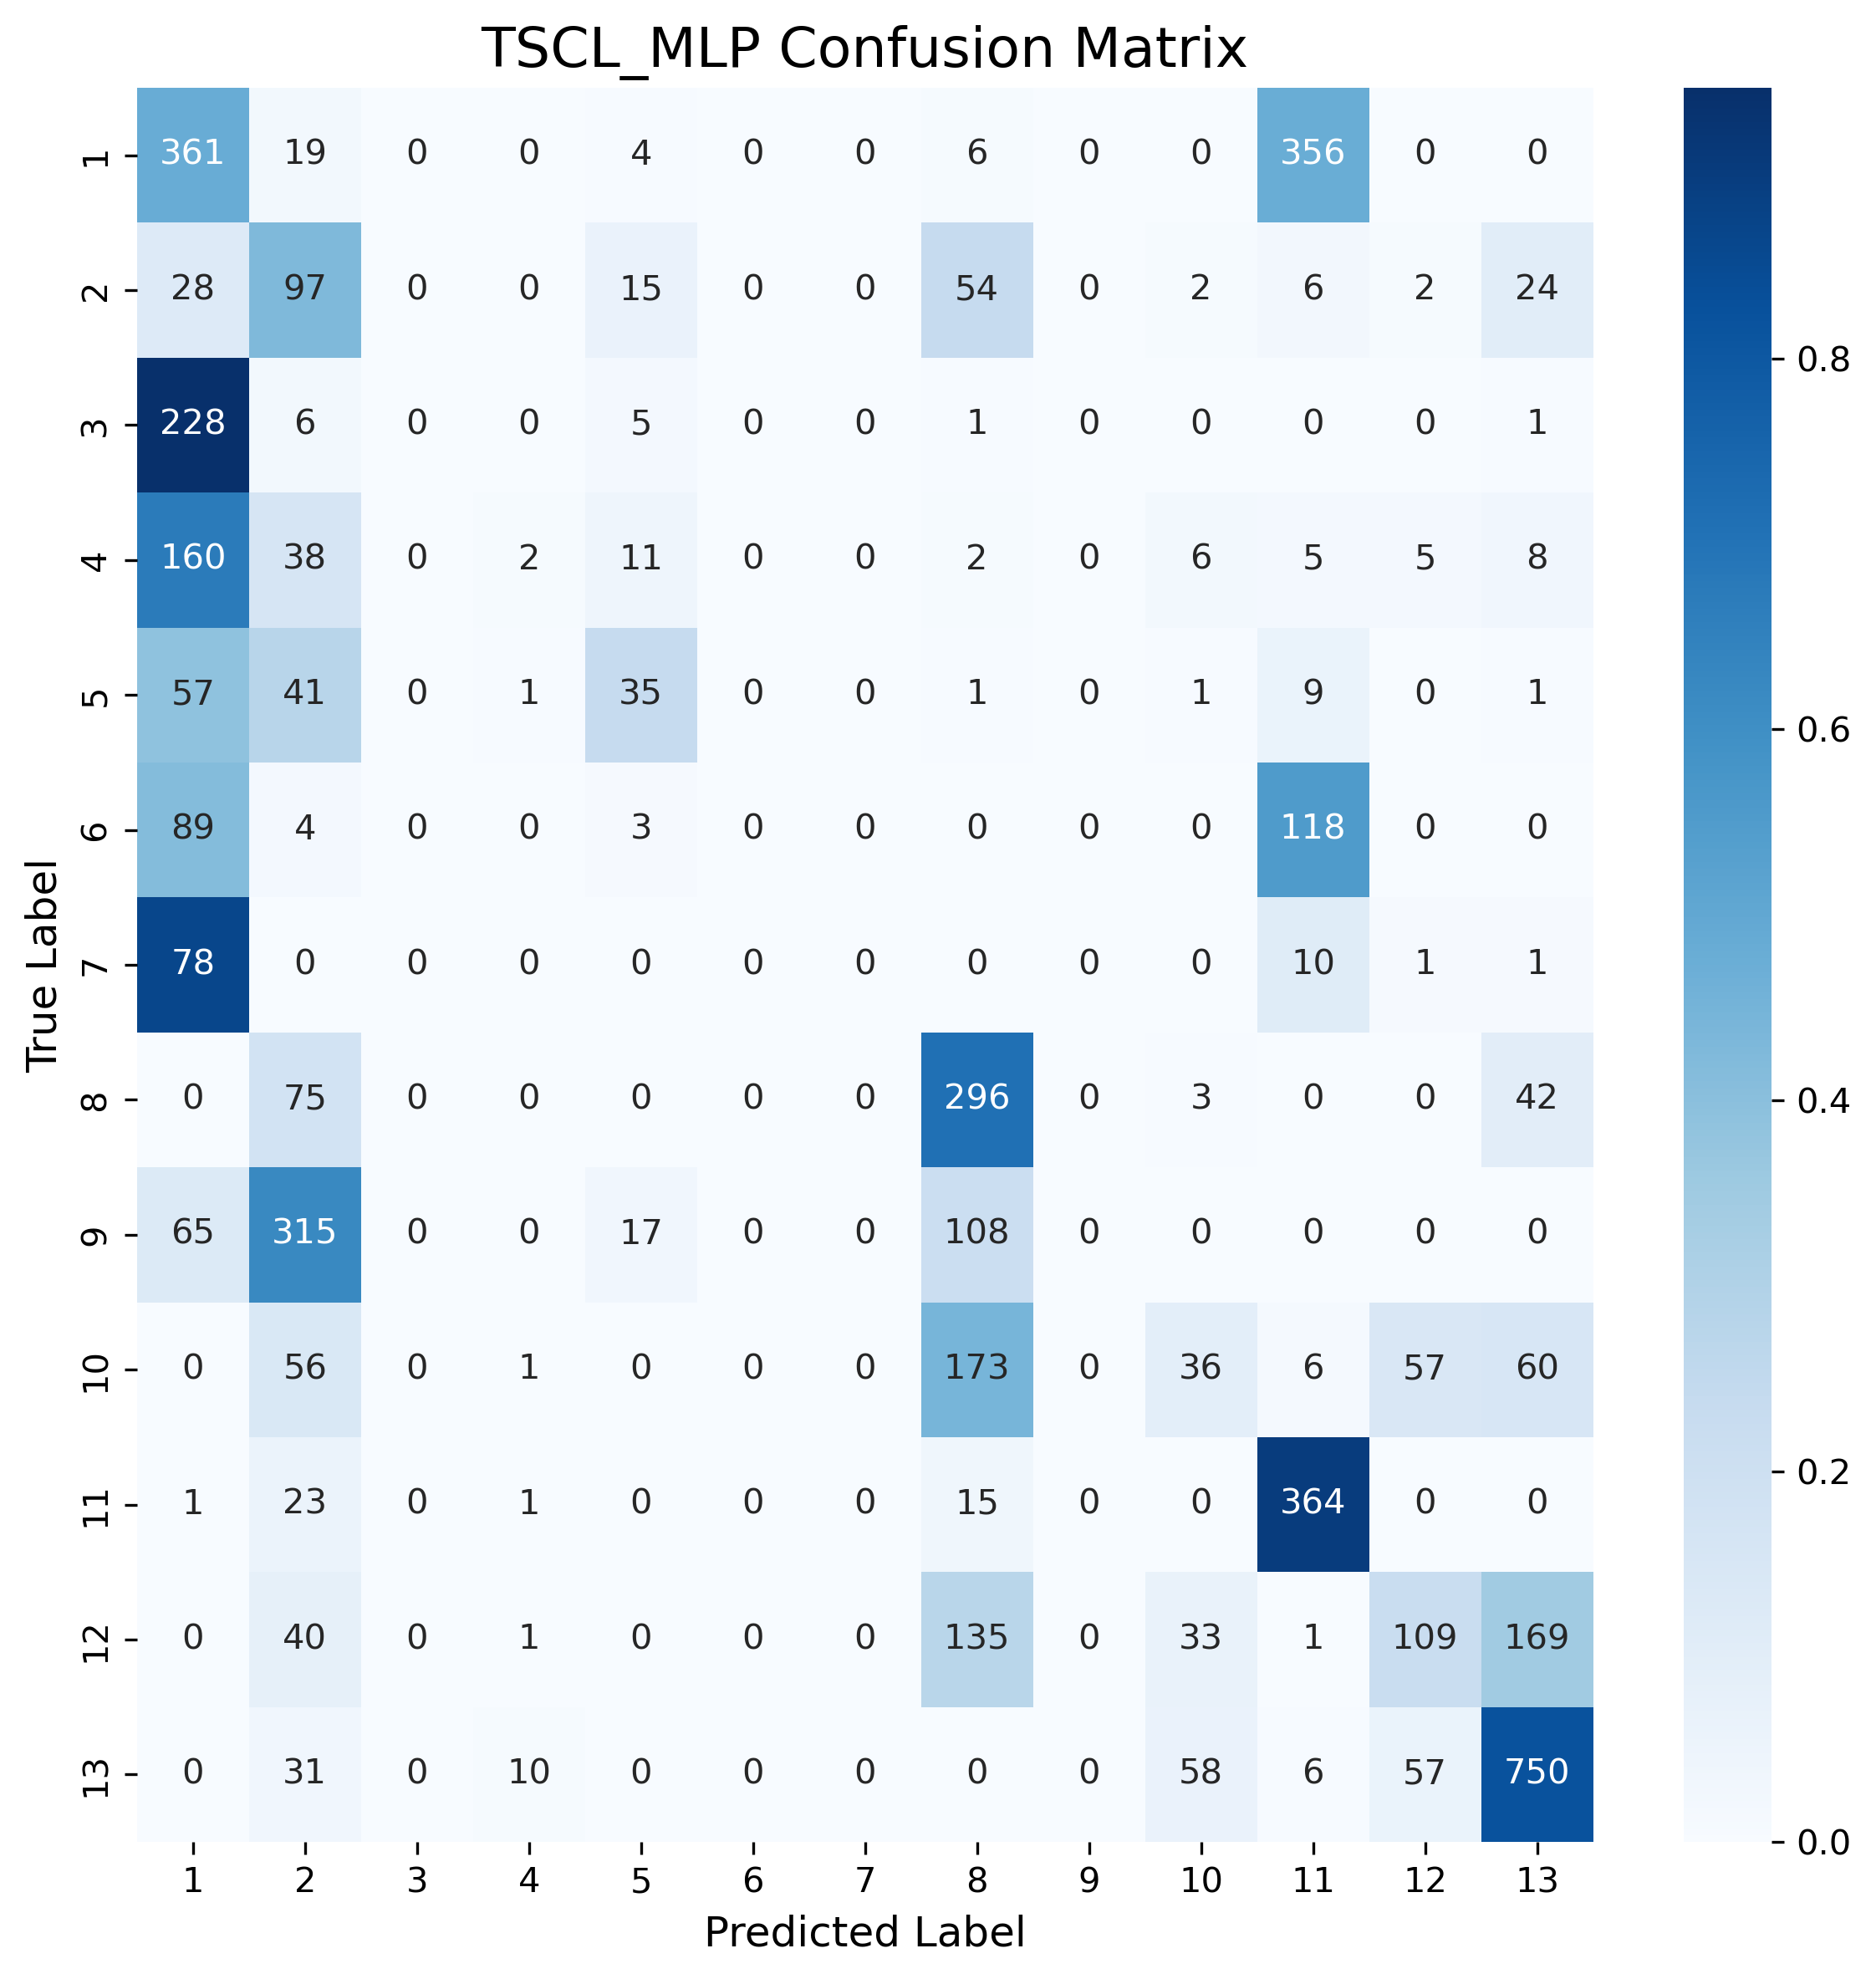 TSCL_MLP Confusion Matrix
1 361 19 0 0 4 0 0 6 0 0 356 0 0
2 28 97 0 0 15 0 0 54 0 2 6 2 24
0.8
3 228 6 0 0 5 0 0 1 0 0 0 0 1
4 160 38 0 2 11 0 0 2 0 6 5 5 8
5 57 41 0 1 35 0 0 1 0 1 9 0 1
0.6
6 89 4 0 0 3 0 0 0 0 0 118 0 0
True Label
7 78 0 0 0 0 0 0 0 0 0 10 1 1
8 0 75 0 0 0 0 0 296 0 3 0 0 42
0.4
9 65 315 0 0 17 0 0 108 0 0 0 0 0
10 0 56 0 1 0 0 0 173 0 36 6 57 60
0.2
11 1 23 0 1 0 0 0 15 0 0 364 0 0
12 0 40 0 1 0 0 0 135 0 33 1 109 169
13 0 31 0 10 0 0 0 0 0 58 6 57 750
0.0
1 2 3 4 5 6 7 8 9 10 11 12 13
Predicted Label